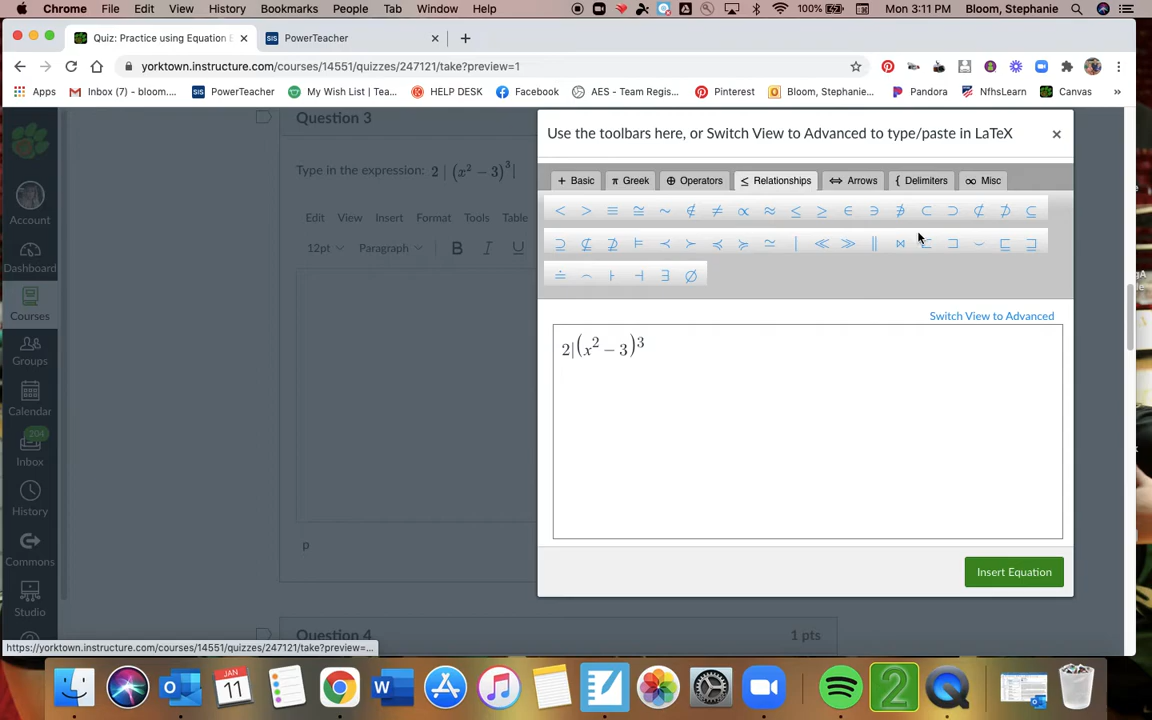 Chrome File Edit View History Bookmarks People Tab Window Help 100% Mon 3:11 PM Bloom, Stephanie
Quiz: Practice using Equation E × PowerTeacher × +
yorktown.instructure.com/courses/14551/quizzes/247121/take?preview=1
Apps Inbox (7) - bloom.... PowerTeacher My Wish List | Tea... HELP DESK Facebook AES - Team Regis... Pinterest Bloom, Stephanie... Pandora NfhsLearn Canvas »
Account
Dashboard
Courses
Groups
Calendar
204
Inbox
History
Commons
Studio
Question 3
Type in the expression: 2 | (x² − 3)³|
Edit View Insert Format Tools Table
12pt Paragraph B I U
p
Question 4
1 pts
Use the toolbars here, or Switch View to Advanced to type/paste in LaTeX ×
+ Basic π Greek ⊕ Operators ≤ Relationships ⇔ Arrows { Delimiters ∞ Misc
< > ≡ ≅ ∼ ∉ ≠ ∝ ≈ ≤ ≥ ∈ ∋ ∌ ⊂ ⊃ ⊄ ⊅ ⊆
⊇ ⊈ ⊉ ⊨ ≺ ≻ ≼ ≽ ≃ | ≪ ≫ ∥ ⋈ ⊏ ⊐ ⌣ ⊑ ⊒
≐ ⌢ ⊦ ⊣ ∃ ∅
Switch View to Advanced
2|(x² − 3)³
Insert Equation
https://yorktown.instructure.com/courses/14551/quizzes/247121/take?preview=...
JAN
11
W
2